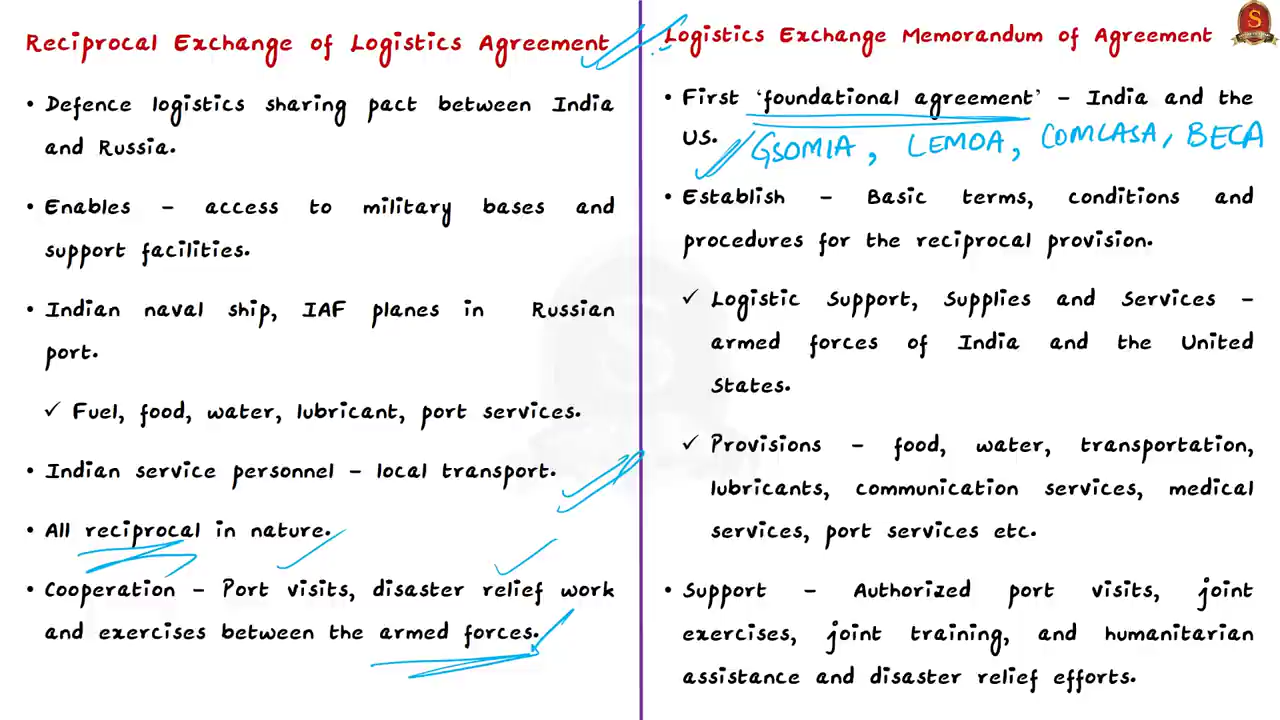 Reciprocal Exchange of Logistics Agreement
• Defence logistics sharing pact between India
and Russia.
• Enables – access to military bases and
support facilities.
• Indian naval ship, IAF planes in Russian
port.
✓ Fuel, food, water, lubricant, port services.
• Indian service personnel – local transport.
• All reciprocal in nature.
• Cooperation – Port visits, disaster relief work
and exercises between the armed forces.
Logistics Exchange Memorandum of Agreement
S
• First ‘foundational agreement’ – India and the
US.
GSOMIA, LEMOA, COMCASA, BECA
• Establish – Basic terms, conditions and
procedures for the reciprocal provision.
✓ Logistic Support, Supplies and Services –
armed forces of India and the United
States.
✓ Provisions – food, water, transportation,
lubricants, communication services, medical
services, port services etc.
• Support – Authorized port visits, joint
exercises, joint training, and humanitarian
assistance and disaster relief efforts.